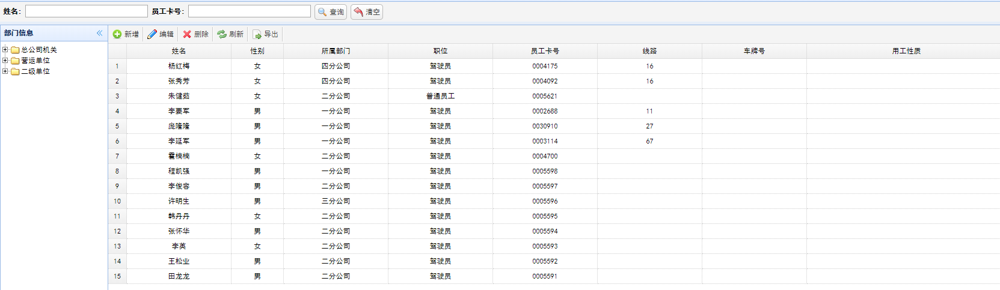 姓名： 员工卡号： 查询 清空
部门信息 新增 编辑 删除 刷新 导出
总公司机关
营运单位
二级单位
姓名 性别 所属部门 职位 员工卡号 线路 车牌号 用工性质
1 杨红梅 女 四分公司 驾驶员 0004175 16
2 张秀芳 女 四分公司 驾驶员 0004092 16
3 朱健茹 女 二分公司 普通员工 0005621
4 李要军 男 一分公司 驾驶员 0002688 11
5 庞隆隆 男 一分公司 驾驶员 0030910 27
6 李延军 男 一分公司 驾驶员 0003114 67
7 霍楠楠 女 二分公司 驾驶员 0004700
8 程凯强 男 一分公司 驾驶员 0005598
9 李俊容 男 二分公司 驾驶员 0005597
10 许明生 男 三分公司 驾驶员 0005596
11 韩丹丹 女 二分公司 驾驶员 0005595
12 张怀华 男 二分公司 驾驶员 0005594
13 李英 女 二分公司 驾驶员 0005593
14 王松业 男 二分公司 驾驶员 0005592
15 田龙龙 男 二分公司 驾驶员 0005591